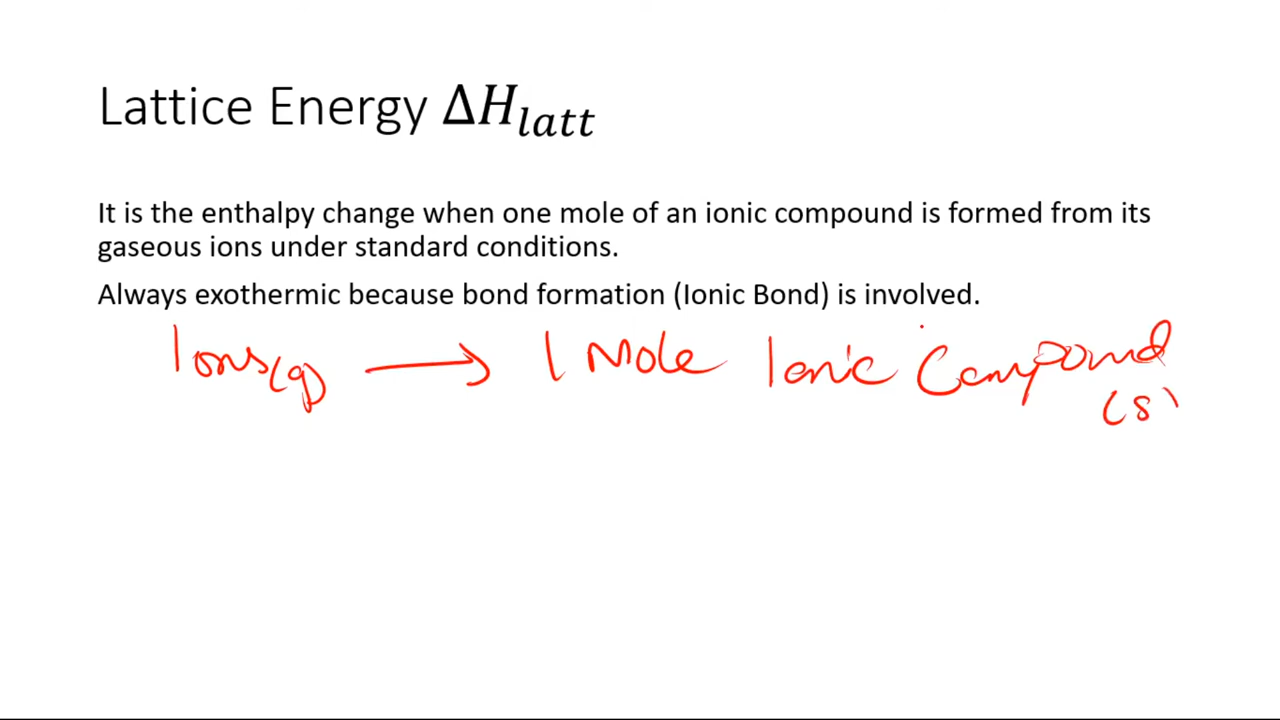 Lattice Energy ΔH_latt
It is the enthalpy change when one mole of an ionic compound is formed from its
gaseous ions under standard conditions.
Always exothermic because bond formation (Ionic Bond) is involved.
Ions(g) → 1 Mole Ionic Compound
(s)